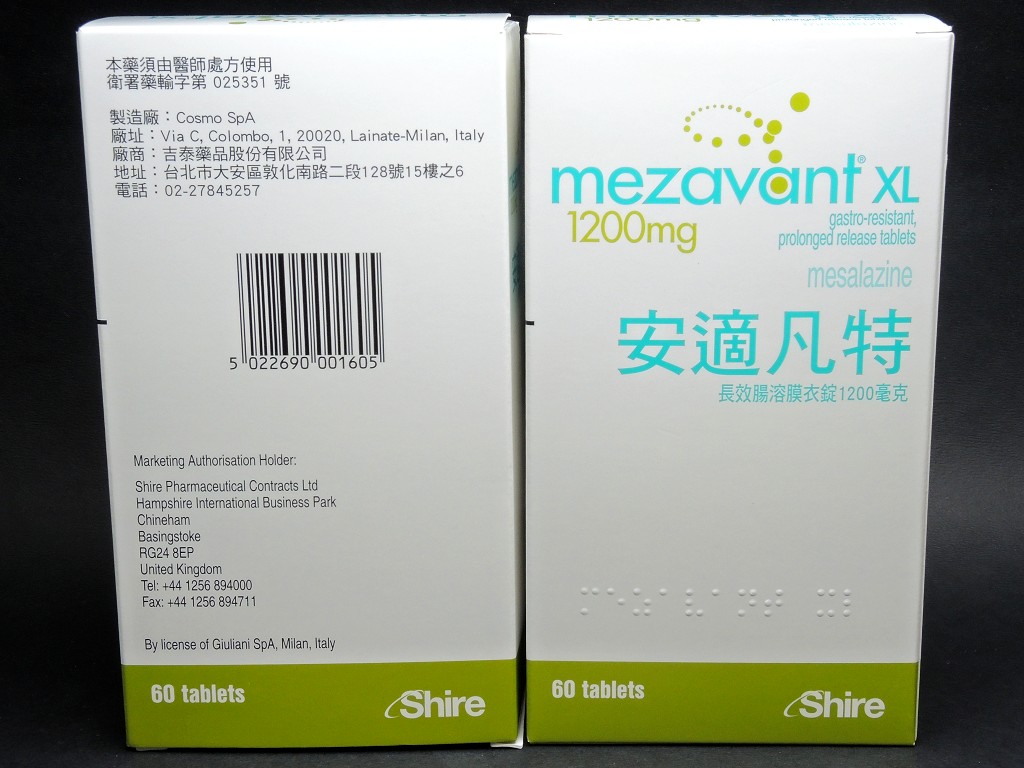 本藥須由醫師處方使用
衛署藥輸字第 025351 號
製造廠：Cosmo SpA
廠址：Via C, Colombo, 1, 20020, Lainate-Milan, Italy
廠商：吉泰藥品股份有限公司
地址：台北市大安區敦化南路二段128號15樓之6
電話：02-27845257
5 022690 001605
Marketing Authorisation Holder:
Shire Pharmaceutical Contracts Ltd
Hampshire International Business Park
Chineham
Basingstoke
RG24 8EP
United Kingdom
Tel: +44 1256 894000
Fax: +44 1256 894711
By license of Giuliani SpA, Milan, Italy
60 tablets
Shire
1200mg
mezavant® XL
1200mg
gastro-resistant,
prolonged release tablets
mesalazine
安適凡特
長效腸溶膜衣錠1200毫克
60 tablets
Shire